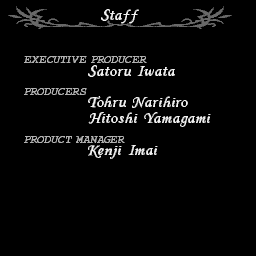 Staff
EXECUTIVE PRODUCER
Satoru Iwata
PRODUCERS
Tohru Narihiro
Hitoshi Yamagami
PRODUCT MANAGER
Kenji Imai